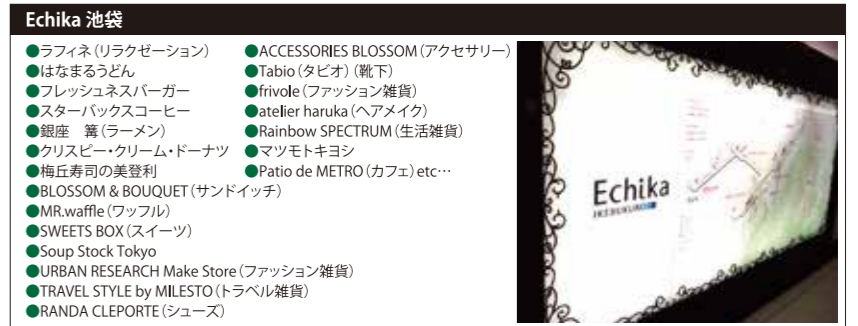 Echika 池袋
●ラフィネ（リラクゼーション）
●はなまるうどん
●フレッシュネスバーガー
●スターバックスコーヒー
●銀座　篝（ラーメン）
●クリスピー・クリーム・ドーナツ
●梅丘寿司の美登利
●BLOSSOM & BOUQUET（サンドイッチ）
●MR.waffle（ワッフル）
●SWEETS BOX（スイーツ）
●Soup Stock Tokyo
●URBAN RESEARCH Make Store（ファッション雑貨）
●TRAVEL STYLE by MILESTO（トラベル雑貨）
●RANDA CLEPORTE（シューズ）
●ACCESSORIES BLOSSOM（アクセサリー）
●Tabio（タビオ）（靴下）
●frivole（ファッション雑貨）
●atelier haruka（ヘアメイク）
●Rainbow SPECTRUM（生活雑貨）
●マツモトキヨシ
●Patio de METRO（カフェ）etc…
Echika
IKEBUKURO